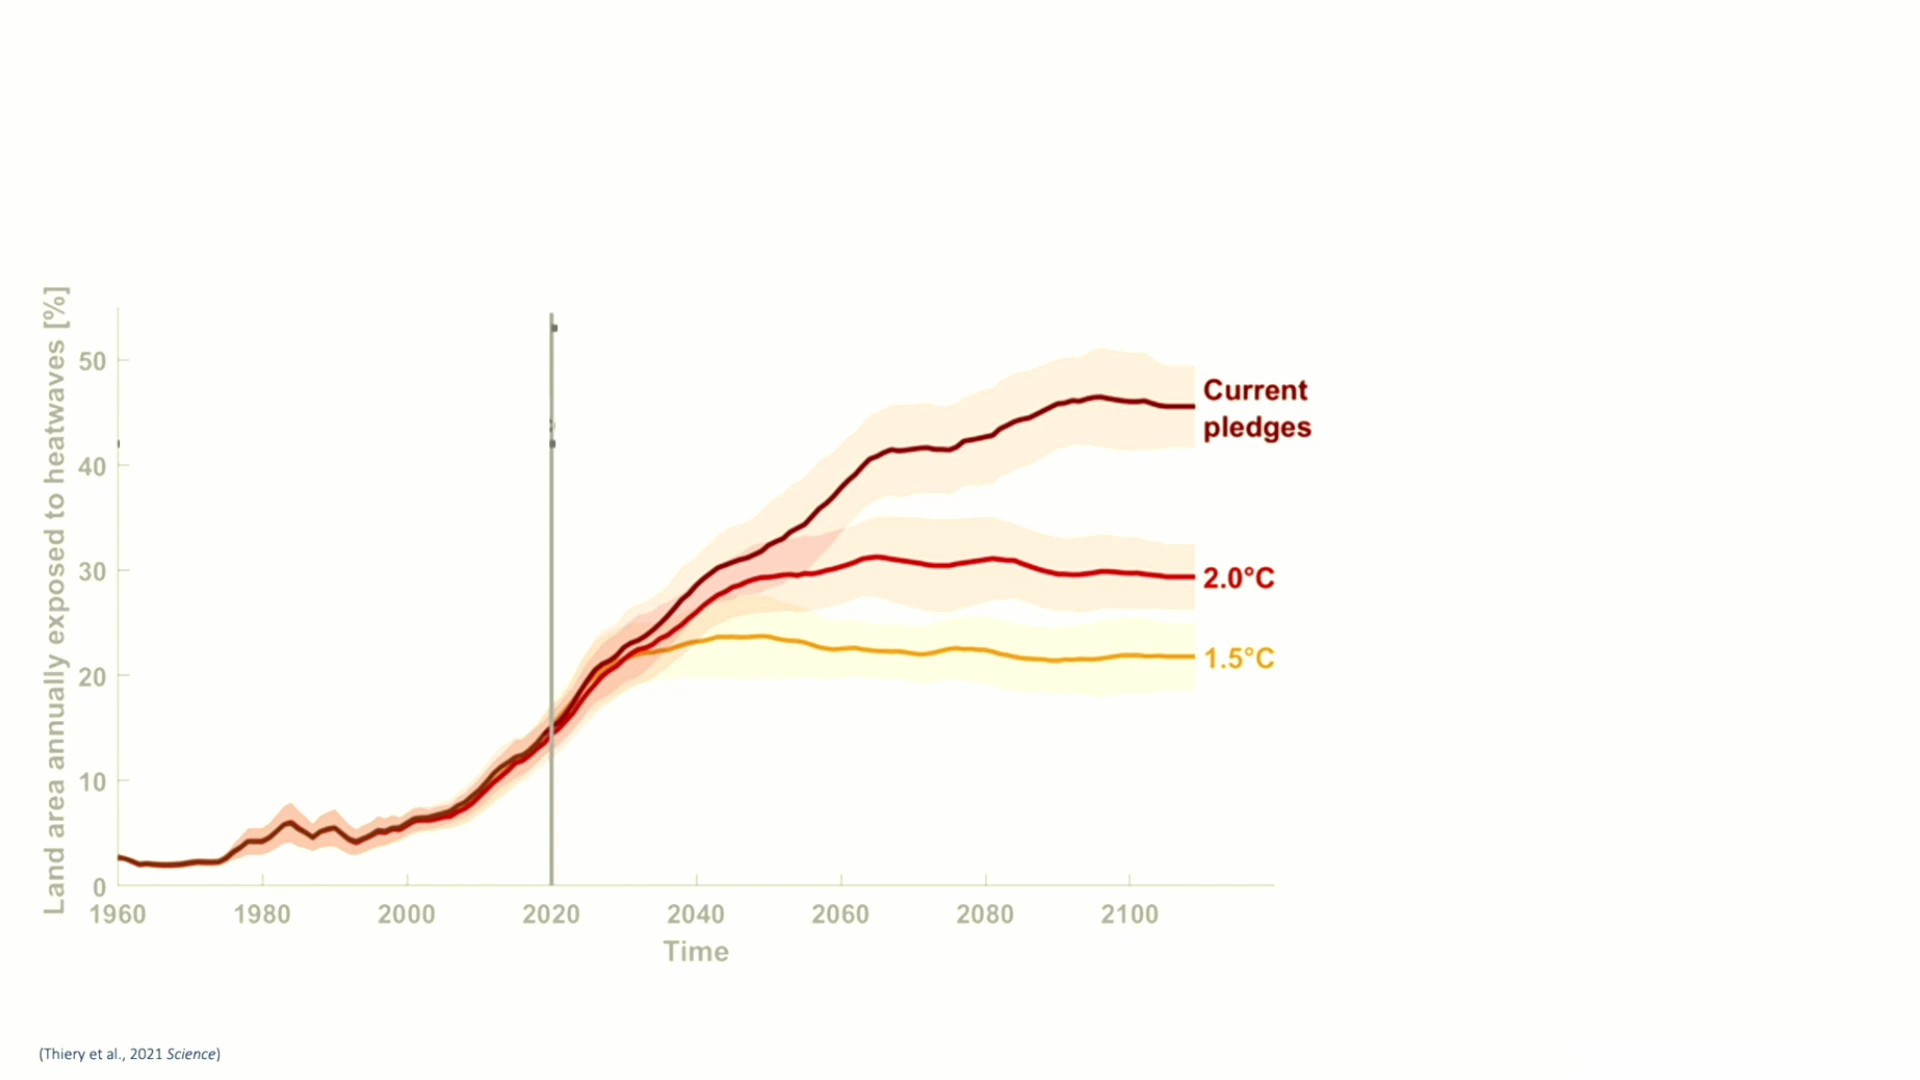 Land area annually exposed to heatwaves [%]
50
40
30
20
10
0
1960 1980 2000 2020 2040 2060 2080 2100
Time
Current
pledges
2.0°C
1.5°C
(Thiery et al., 2021 Science)